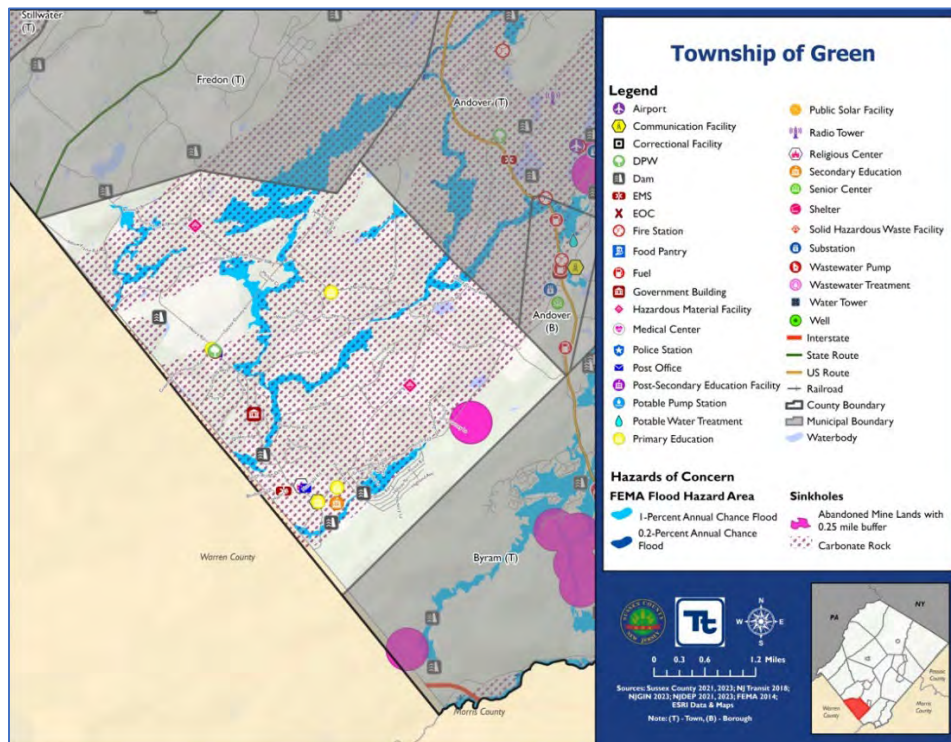 Stillwater
(T)
Fredon (T)
Andover (T)
Andover
(B)
Warren County
Byram (T)
Morris County
Township of Green
Legend
Airport
Communication Facility
Correctional Facility
DPW
Dam
EMS
EOC
Fire Station
Food Pantry
Fuel
Government Building
Hazardous Material Facility
Medical Center
Police Station
Post Office
Post-Secondary Education Facility
Potable Pump Station
Potable Water Treatment
Primary Education
Public Solar Facility
Radio Tower
Religious Center
Secondary Education
Senior Center
Shelter
Solid Hazardous Waste Facility
Substation
Wastewater Pump
Wastewater Treatment
Water Tower
Well
Interstate
State Route
US Route
Railroad
County Boundary
Municipal Boundary
Waterbody
Hazards of Concern
FEMA Flood Hazard Area
1-Percent Annual Chance Flood
0.2-Percent Annual Chance
Flood
Sinkholes
Abandoned Mine Lands with
0.25 mile buffer
Carbonate Rock
SUSSEX COUNTY
NEW JERSEY
Tt
N
W E
S
0 0.3 0.6 1.2 Miles
Sources: Sussex County 2021, 2023; NJ Transit 2018;
NJGIN 2023; NJDEP 2021, 2023; FEMA 2014;
ESRI Data & Maps
Note: (T) - Town, (B) - Borough
PA
NY
Passaic
County
Warren
County
Morris
County